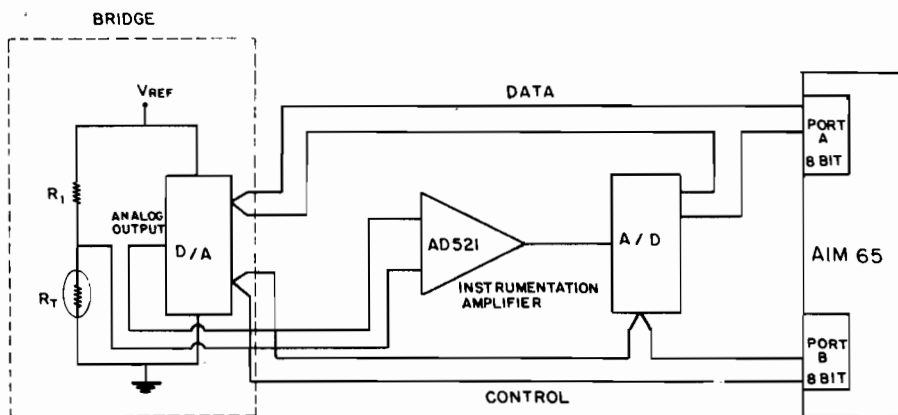 BRIDGE
VREF
R1
RT
ANALOG
OUTPUT
D/A
DATA
AD521
INSTRUMENTATION
AMPLIFIER
A/D
CONTROL
PORT
A
8 BIT
AIM 65
PORT
B
8 BIT